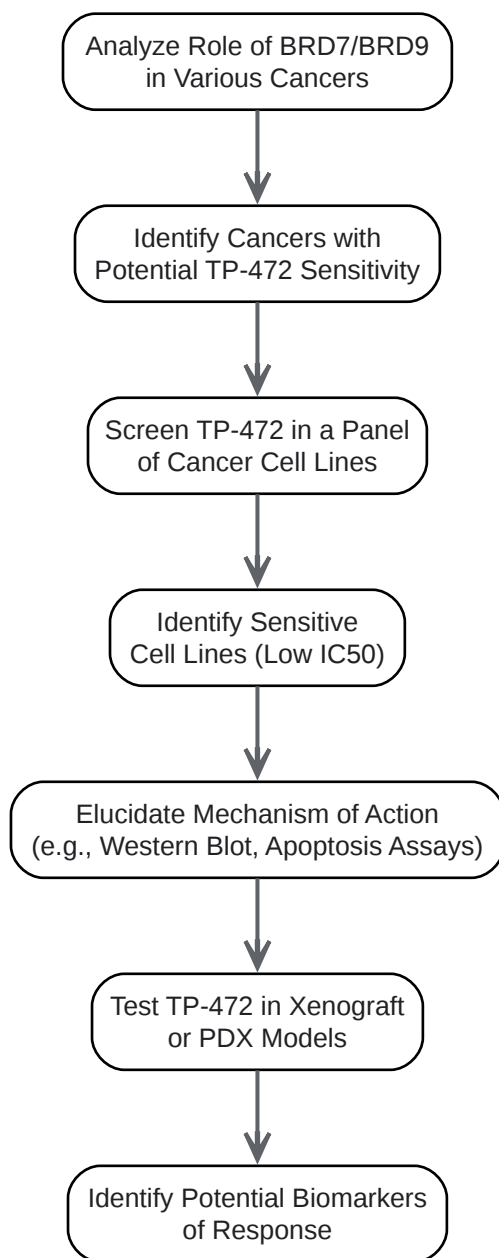 Analyze Role of BRD7/BRD9
in Various Cancers
Identify Cancers with
Potential TP-472 Sensitivity
Screen TP-472 in a Panel
of Cancer Cell Lines
Identify Sensitive
Cell Lines (Low IC50)
Elucidate Mechanism of Action
(e.g., Western Blot, Apoptosis Assays)
Test TP-472 in Xenograft
or PDX Models
Identify Potential Biomarkers
of Response